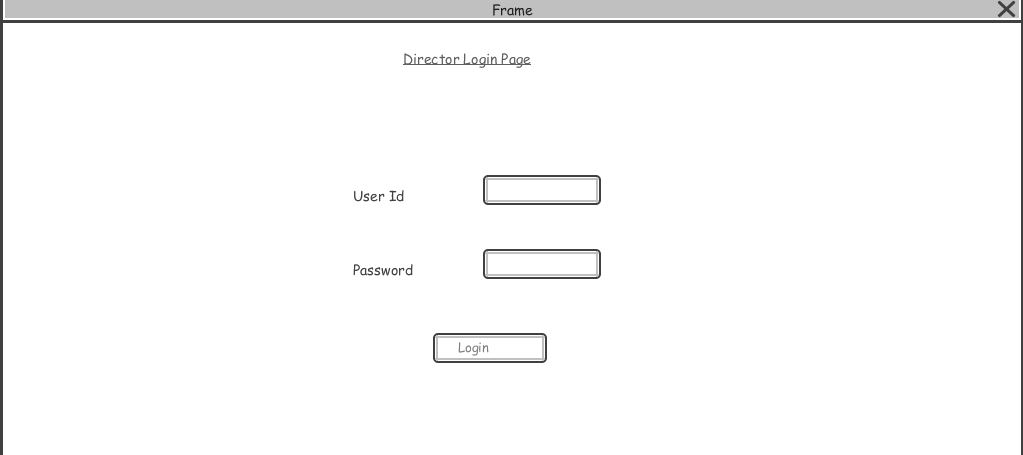 Frame
Director Login Page
User Id
Password
Login